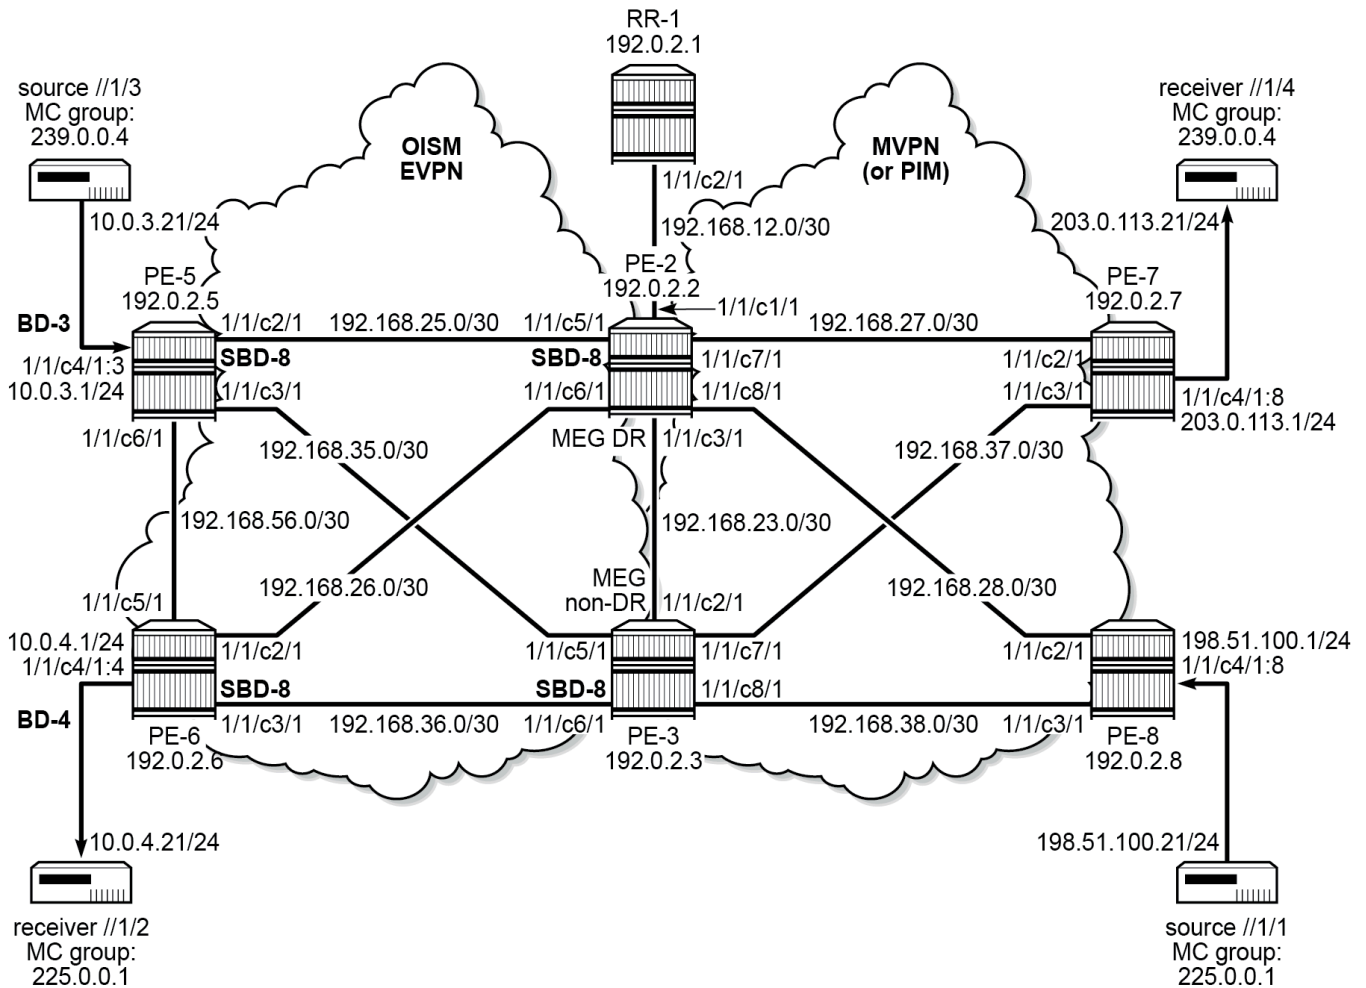 RR-1
192.0.2.1
source //1/3
MC group:
239.0.0.4
receiver //1/4
MC group:
239.0.0.4
OISM
EVPN
MVPN
(or PIM)
1/1/c2/1
10.0.3.21/24
192.168.12.0/30
203.0.113.21/24
PE-5
192.0.2.5
PE-2
192.0.2.2
PE-7
192.0.2.7
1/1/c1/1
BD-3
1/1/c2/1
192.168.25.0/30
1/1/c5/1
192.168.27.0/30
1/1/c4/1:3
10.0.3.1/24
SBD-8
SBD-8
1/1/c7/1
1/1/c2/1
1/1/c3/1
1/1/c6/1
1/1/c8/1
1/1/c3/1
1/1/c4/1:8
203.0.113.1/24
1/1/c6/1
192.168.35.0/30
MEG DR
1/1/c3/1
192.168.37.0/30
192.168.56.0/30
192.168.23.0/30
1/1/c5/1
192.168.26.0/30
MEG
non-DR
1/1/c2/1
192.168.28.0/30
10.0.4.1/24
1/1/c4/1:4
1/1/c2/1
1/1/c5/1
1/1/c7/1
1/1/c2/1
198.51.100.1/24
1/1/c4/1:8
SBD-8
SBD-8
1/1/c8/1
BD-4
1/1/c3/1
192.168.36.0/30
1/1/c6/1
192.168.38.0/30
1/1/c3/1
PE-6
192.0.2.6
PE-3
192.0.2.3
PE-8
192.0.2.8
10.0.4.21/24
198.51.100.21/24
receiver //1/2
MC group:
225.0.0.1
source //1/1
MC group:
225.0.0.1